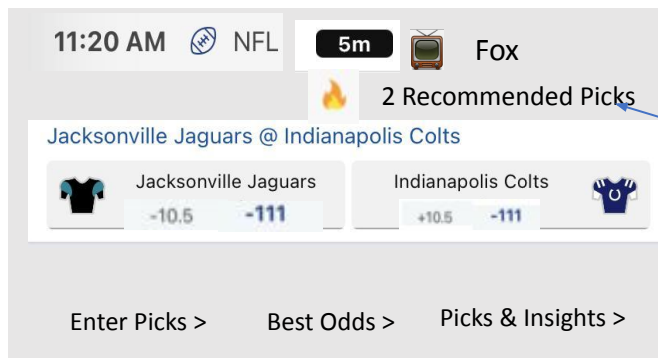 11:20 AM NFL 5m Fox
2 Recommended Picks
Jacksonville Jaguars @ Indianapolis Colts
Jacksonville Jaguars Indianapolis Colts
-10.5 -111 +10.5 -111
Enter Picks > Best Odds > Picks & Insights >